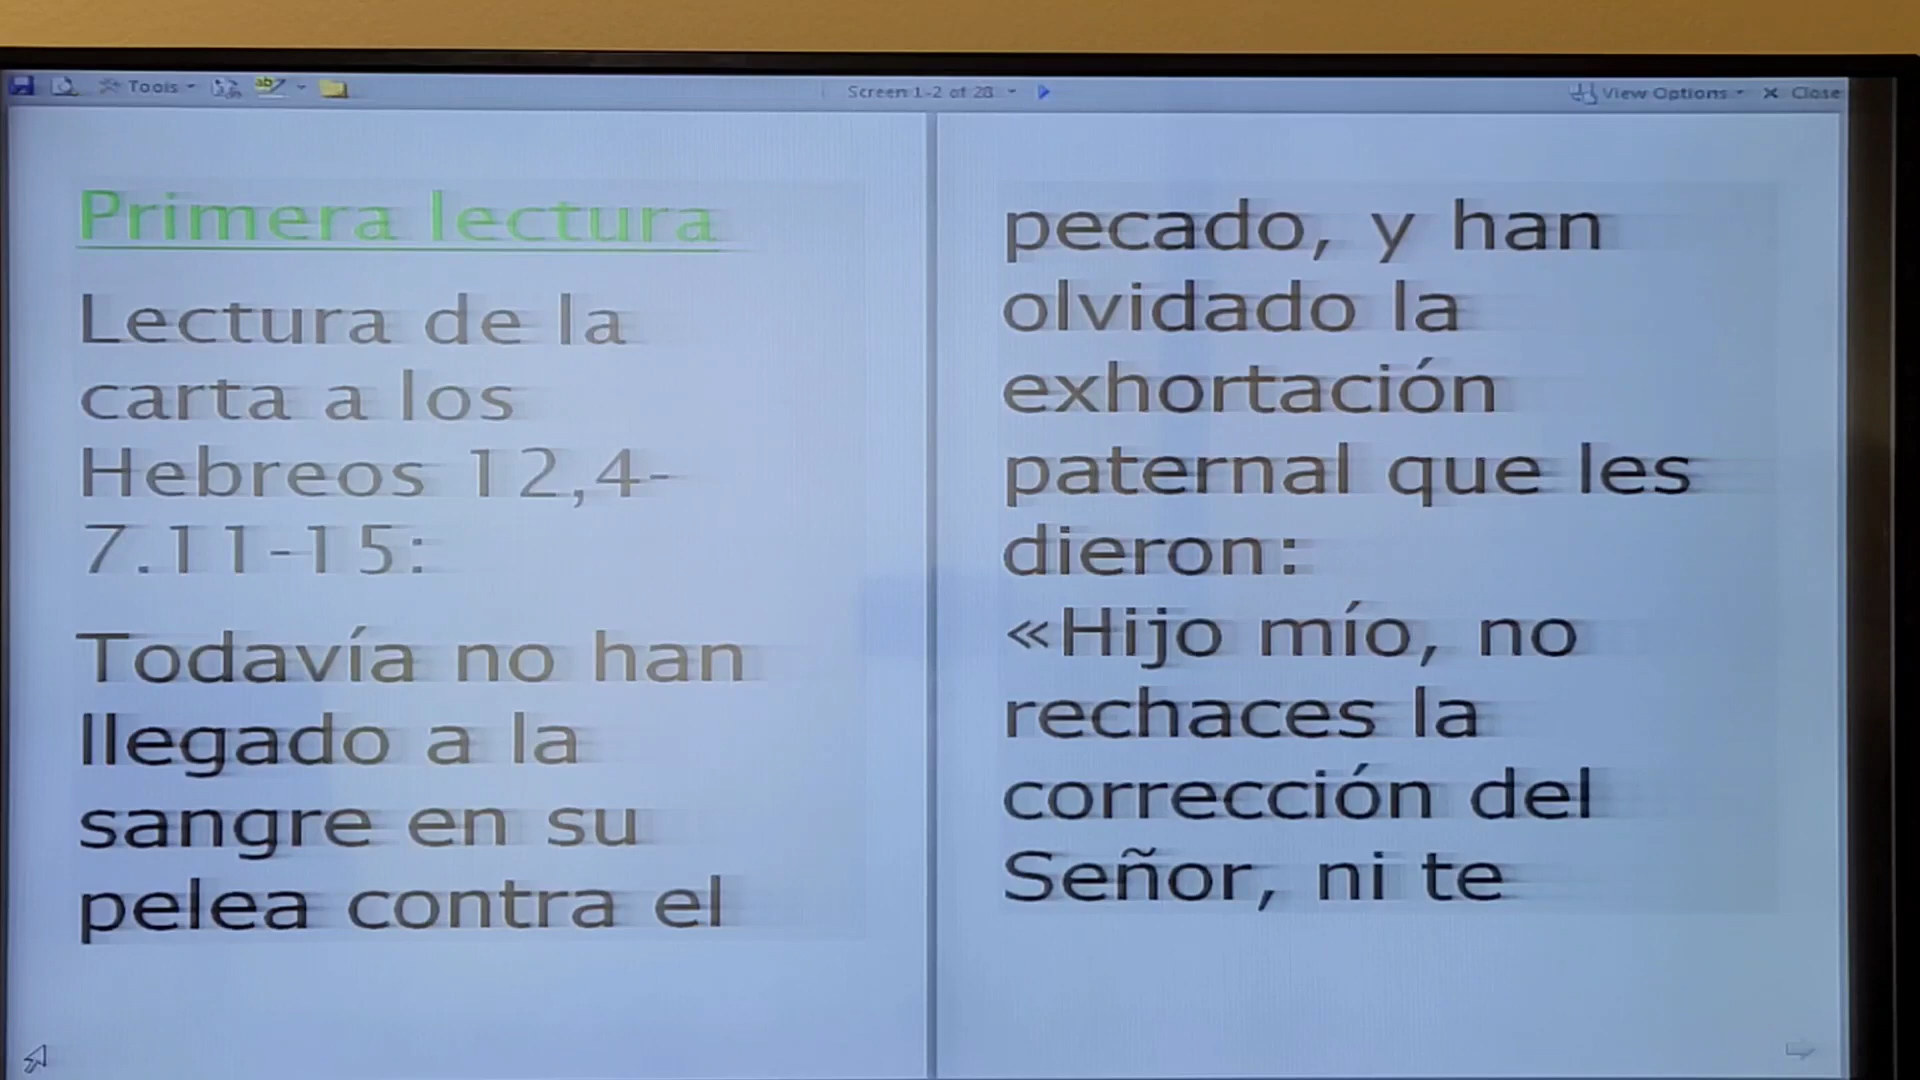 Tools
Screen 1-2 of 28
View Options
Close
Primera lectura
Lectura de la
carta a los
Hebreos 12,4-
7.11-15:
Todavía no han
llegado a la
sangre en su
pelea contra el
pecado, y han
olvidado la
exhortación
paternal que les
dieron:
«Hijo mío, no
rechaces la
corrección del
Señor, ni te